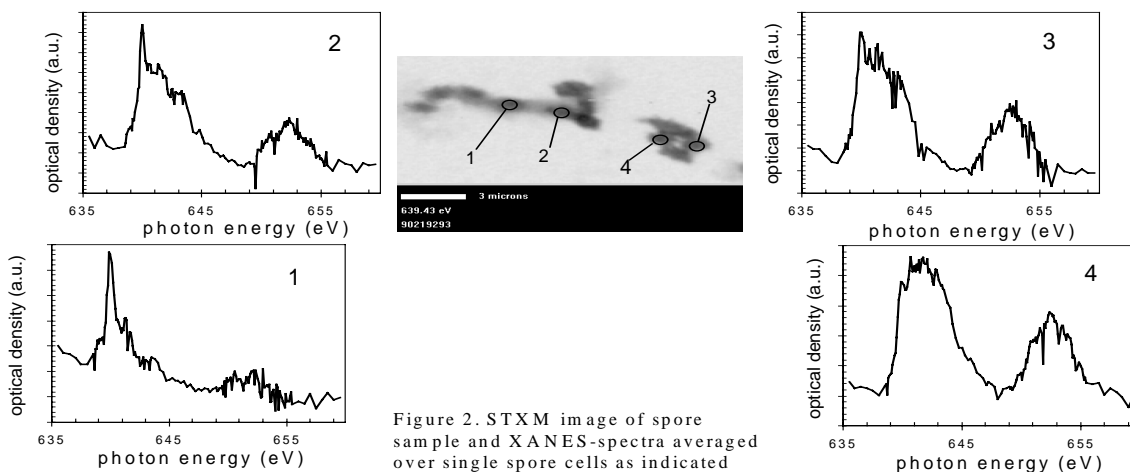 2
optical density (a.u.)
635 645 655
photon energy (eV)
1
optical density (a.u.)
635 645 655
photon energy (eV)
1
2
3
4
3 microns
639.43 eV
90219293
Figure 2. STXM image of spore
sample and XANES-spectra averaged
over single spore cells as indicated
3
optical density (a.u.)
635 645 655
photon energy (eV)
4
optical density (a.u.)
635 645 655
photon energy (eV)